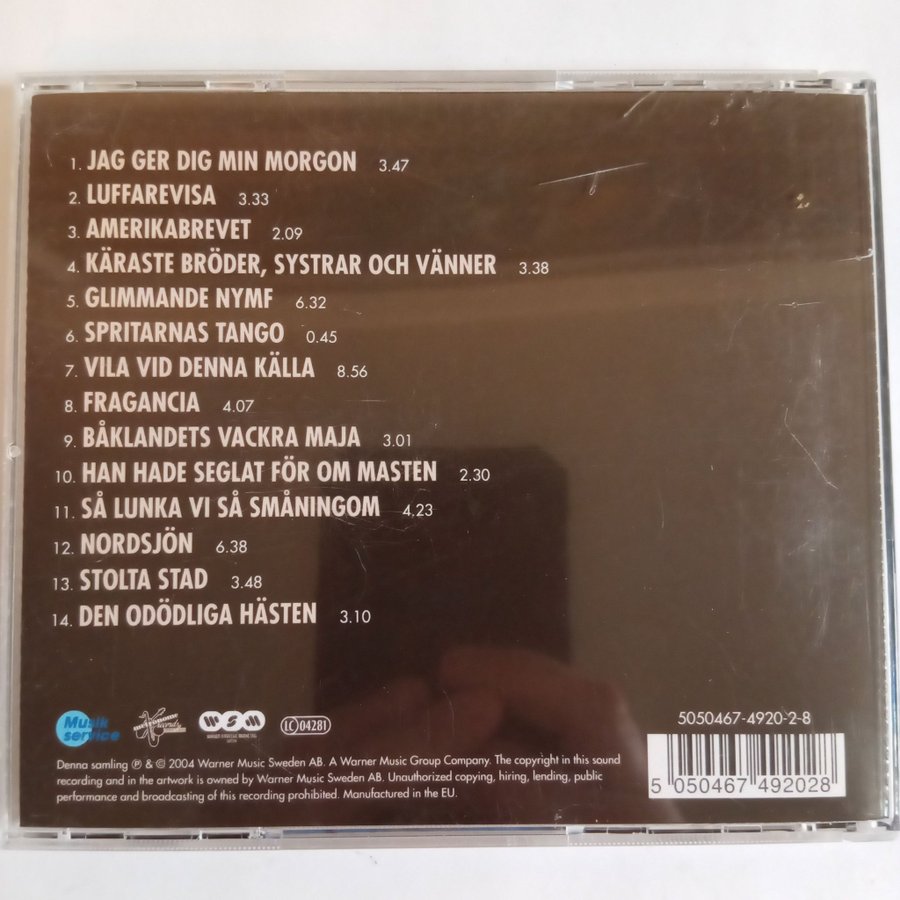 1. JAG GER DIG MIN MORGON 3.47
2. LUFFAREVISA 3.33
3. AMERIKABREVET 2.09
4. KÄRASTE BRÖDER, SYSTRAR OCH VÄNNER 3.38
5. GLIMMANDE NYMF 6.32
6. SPRITARNAS TANGO 0.45
7. VILA VID DENNA KÄLLA 8.56
8. FRAGANCIA 4.07
9. BÅKLANDETS VACKRA MAJA 3.01
10. HAN HADE SEGLAT FÖR OM MASTEN 2.30
11. SÅ LUNKA VI SÅ SMÅNINGOM 4.23
12. NORDSJÖN 6.38
13. STOLTA STAD 3.48
14. DEN ODÖDLIGA HÄSTEN 3.10
Musik
service
metronome
records
WSM
LC 04281
5050467-4920-2-8
Denna samling ℗ & © 2004 Warner Music Sweden AB. A Warner Music Group Company. The copyright in this sound
recording and in the artwork is owned by Warner Music Sweden AB. Unauthorized copying, hiring, lending, public
performance and broadcasting of this recording prohibited. Manufactured in the EU.
5 050467 492028